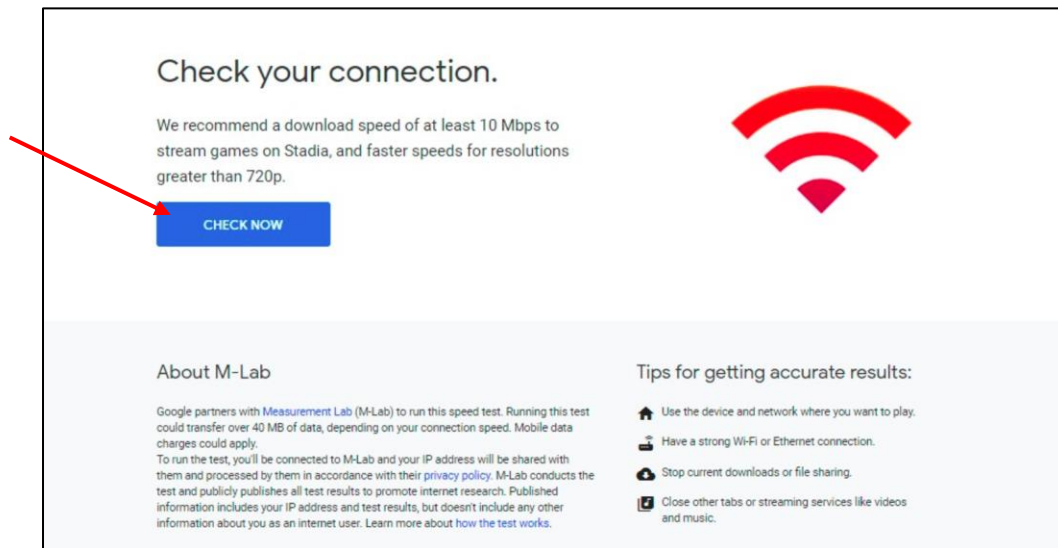 Check your connection.
We recommend a download speed of at least 10 Mbps to
stream games on Stadia, and faster speeds for resolutions
greater than 720p.
CHECK NOW
About M-Lab
Google partners with Measurement Lab (M-Lab) to run this speed test. Running this test
could transfer over 40 MB of data, depending on your connection speed. Mobile data
charges could apply.
To run the test, you'll be connected to M-Lab and your IP address will be shared with
them and processed by them in accordance with their privacy policy. M-Lab conducts the
test and publicly publishes all test results to promote internet research. Published
information includes your IP address and test results, but doesn't include any other
information about you as an internet user. Learn more about how the test works.
Tips for getting accurate results:
Use the device and network where you want to play.
Have a strong Wi-Fi or Ethernet connection.
Stop current downloads or file sharing.
Close other tabs or streaming services like videos
and music.